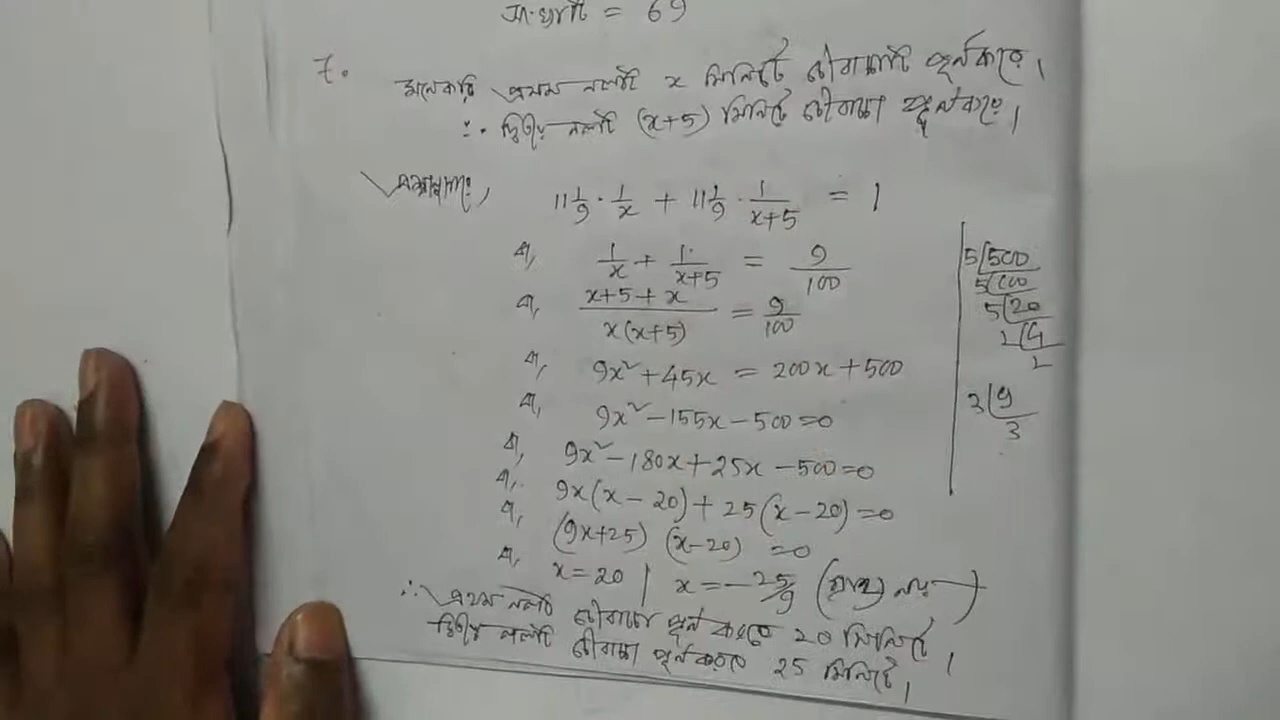 সংখ্যাটি = 69
7. মনেকরি প্রথম নলটি x মিনিটে চৌবাচ্চাটি পূর্ন করে।
∴ দ্বিতীয় নলটি (x+5) মিনিটে চৌবাচ্চা পূর্ন করে।
প্রশ্নানুসারে, 11 1/9 · 1/x + 11 1/9 · 1/(x+5) = 1
বা, 1/x + 1/(x+5) = 9/100
বা, (x+5+x)/(x(x+5)) = 9/100
বা, 9x² + 45x = 200x + 500
বা, 9x² - 155x - 500 = 0
বা, 9x² - 180x + 25x - 500 = 0
বা, 9x(x - 20) + 25(x - 20) = 0
বা, (9x+25) (x-20) = 0
বা, x = 20 | x = -25/9 (গ্রাহ্য নয়)
∴ প্রথম নলটি চৌবাচ্চা পূর্ন করবে 20 মিনিটে।
দ্বিতীয় নলটি চৌবাচ্চা পূর্ন করবে 25 মিনিটে।
5 | 500
5 | 100
5 | 20
2 | 4
2
3 | 9
3